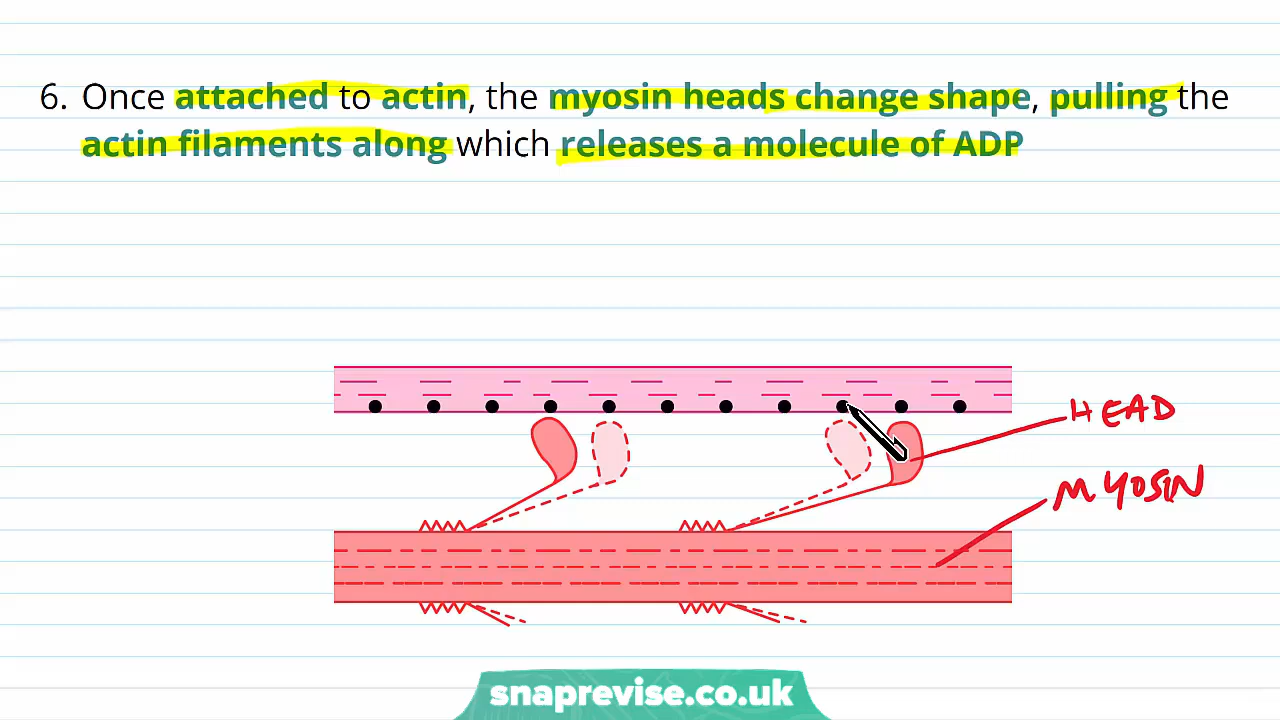 6. Once attached to actin, the myosin heads change shape, pulling the
actin filaments along which releases a molecule of ADP
HEAD
MYOSIN
snaprevise.co.uk